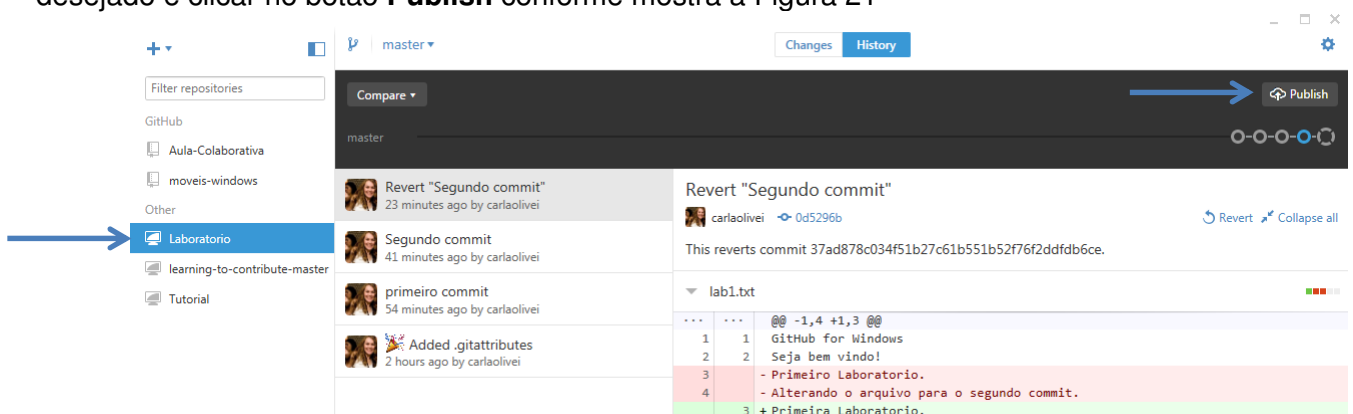 desejado e clicar no botão Publish conforme mostra a Figura 21
master
Changes
History
Filter repositories
GitHub
Aula-Colaborativa
moveis-windows
Other
Laboratorio
learning-to-contribute-master
Tutorial
Compare
Publish
master
Revert "Segundo commit"
23 minutes ago by carlaolivei
Segundo commit
41 minutes ago by carlaolivei
primeiro commit
54 minutes ago by carlaolivei
Added .gitattributes
2 hours ago by carlaolivei
Revert "Segundo commit"
carlaolivei 0d5296b
Revert Collapse all
This reverts commit 37ad878c034f51b27c61b551b52f76f2ddfdb6ce.
lab1.txt
... ... @@ -1,4 +1,3 @@
1 1 GitHub for Windows
2 2 Seja bem vindo!
3 - Primeiro Laboratorio.
4 - Alterando o arquivo para o segundo commit.
3 + Primeira Laboratorio.